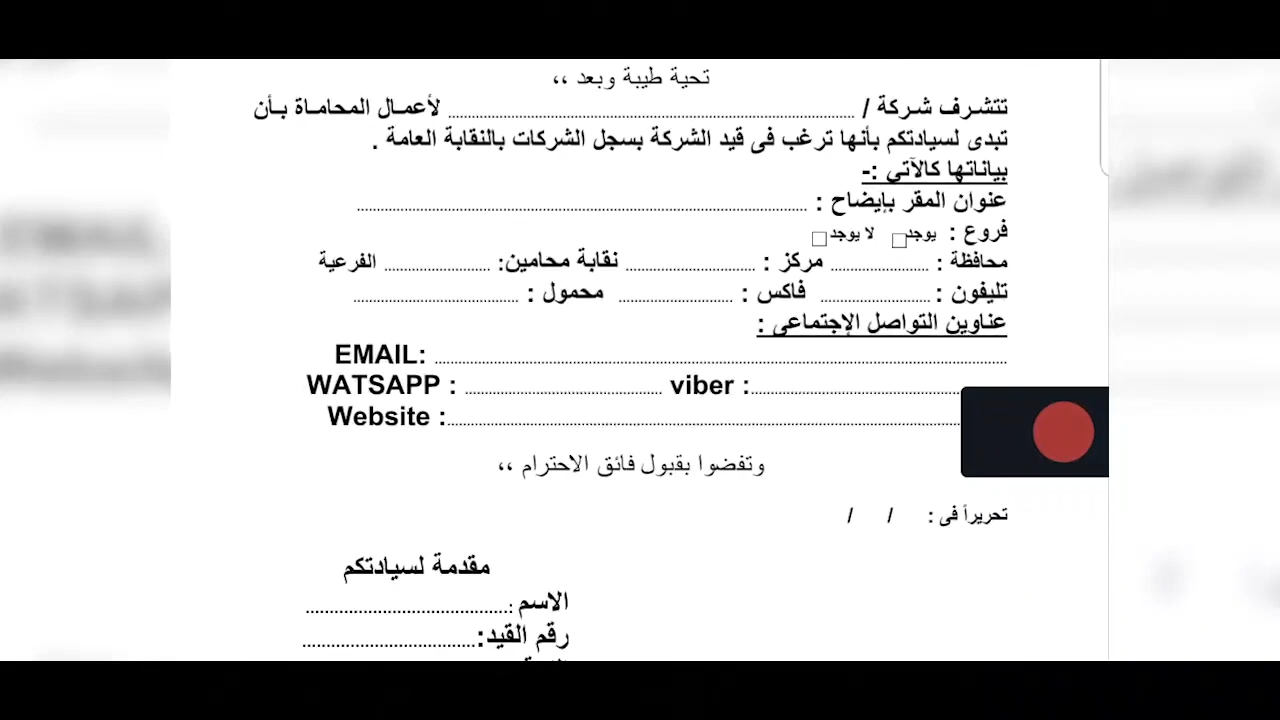 تحية طيبة وبعد ،،
تتشرف شركة / ........................ لأعمال المحاماة بأن
تبدى لسيادتكم بأنها ترغب فى قيد الشركة بسجل الشركات بالنقابة العامة .
بياناتها كالآتي :-
عنوان المقر بإيضاح : ........................
فروع : يوجد □ لا يوجد □
محافظة : ............ مركز : ............ نقابة محامين: ............ الفرعية
تليفون : ............ فاكس : ............ محمول : ............
عناوين التواصل الإجتماعى :
EMAIL: ........................
WATSAPP : ............ viber :............
Website :........................
وتفضوا بقبول فائق الاحترام ،،
تحريراً فى : / /
مقدمة لسيادتكم
الاسم :............
رقم القيد:............